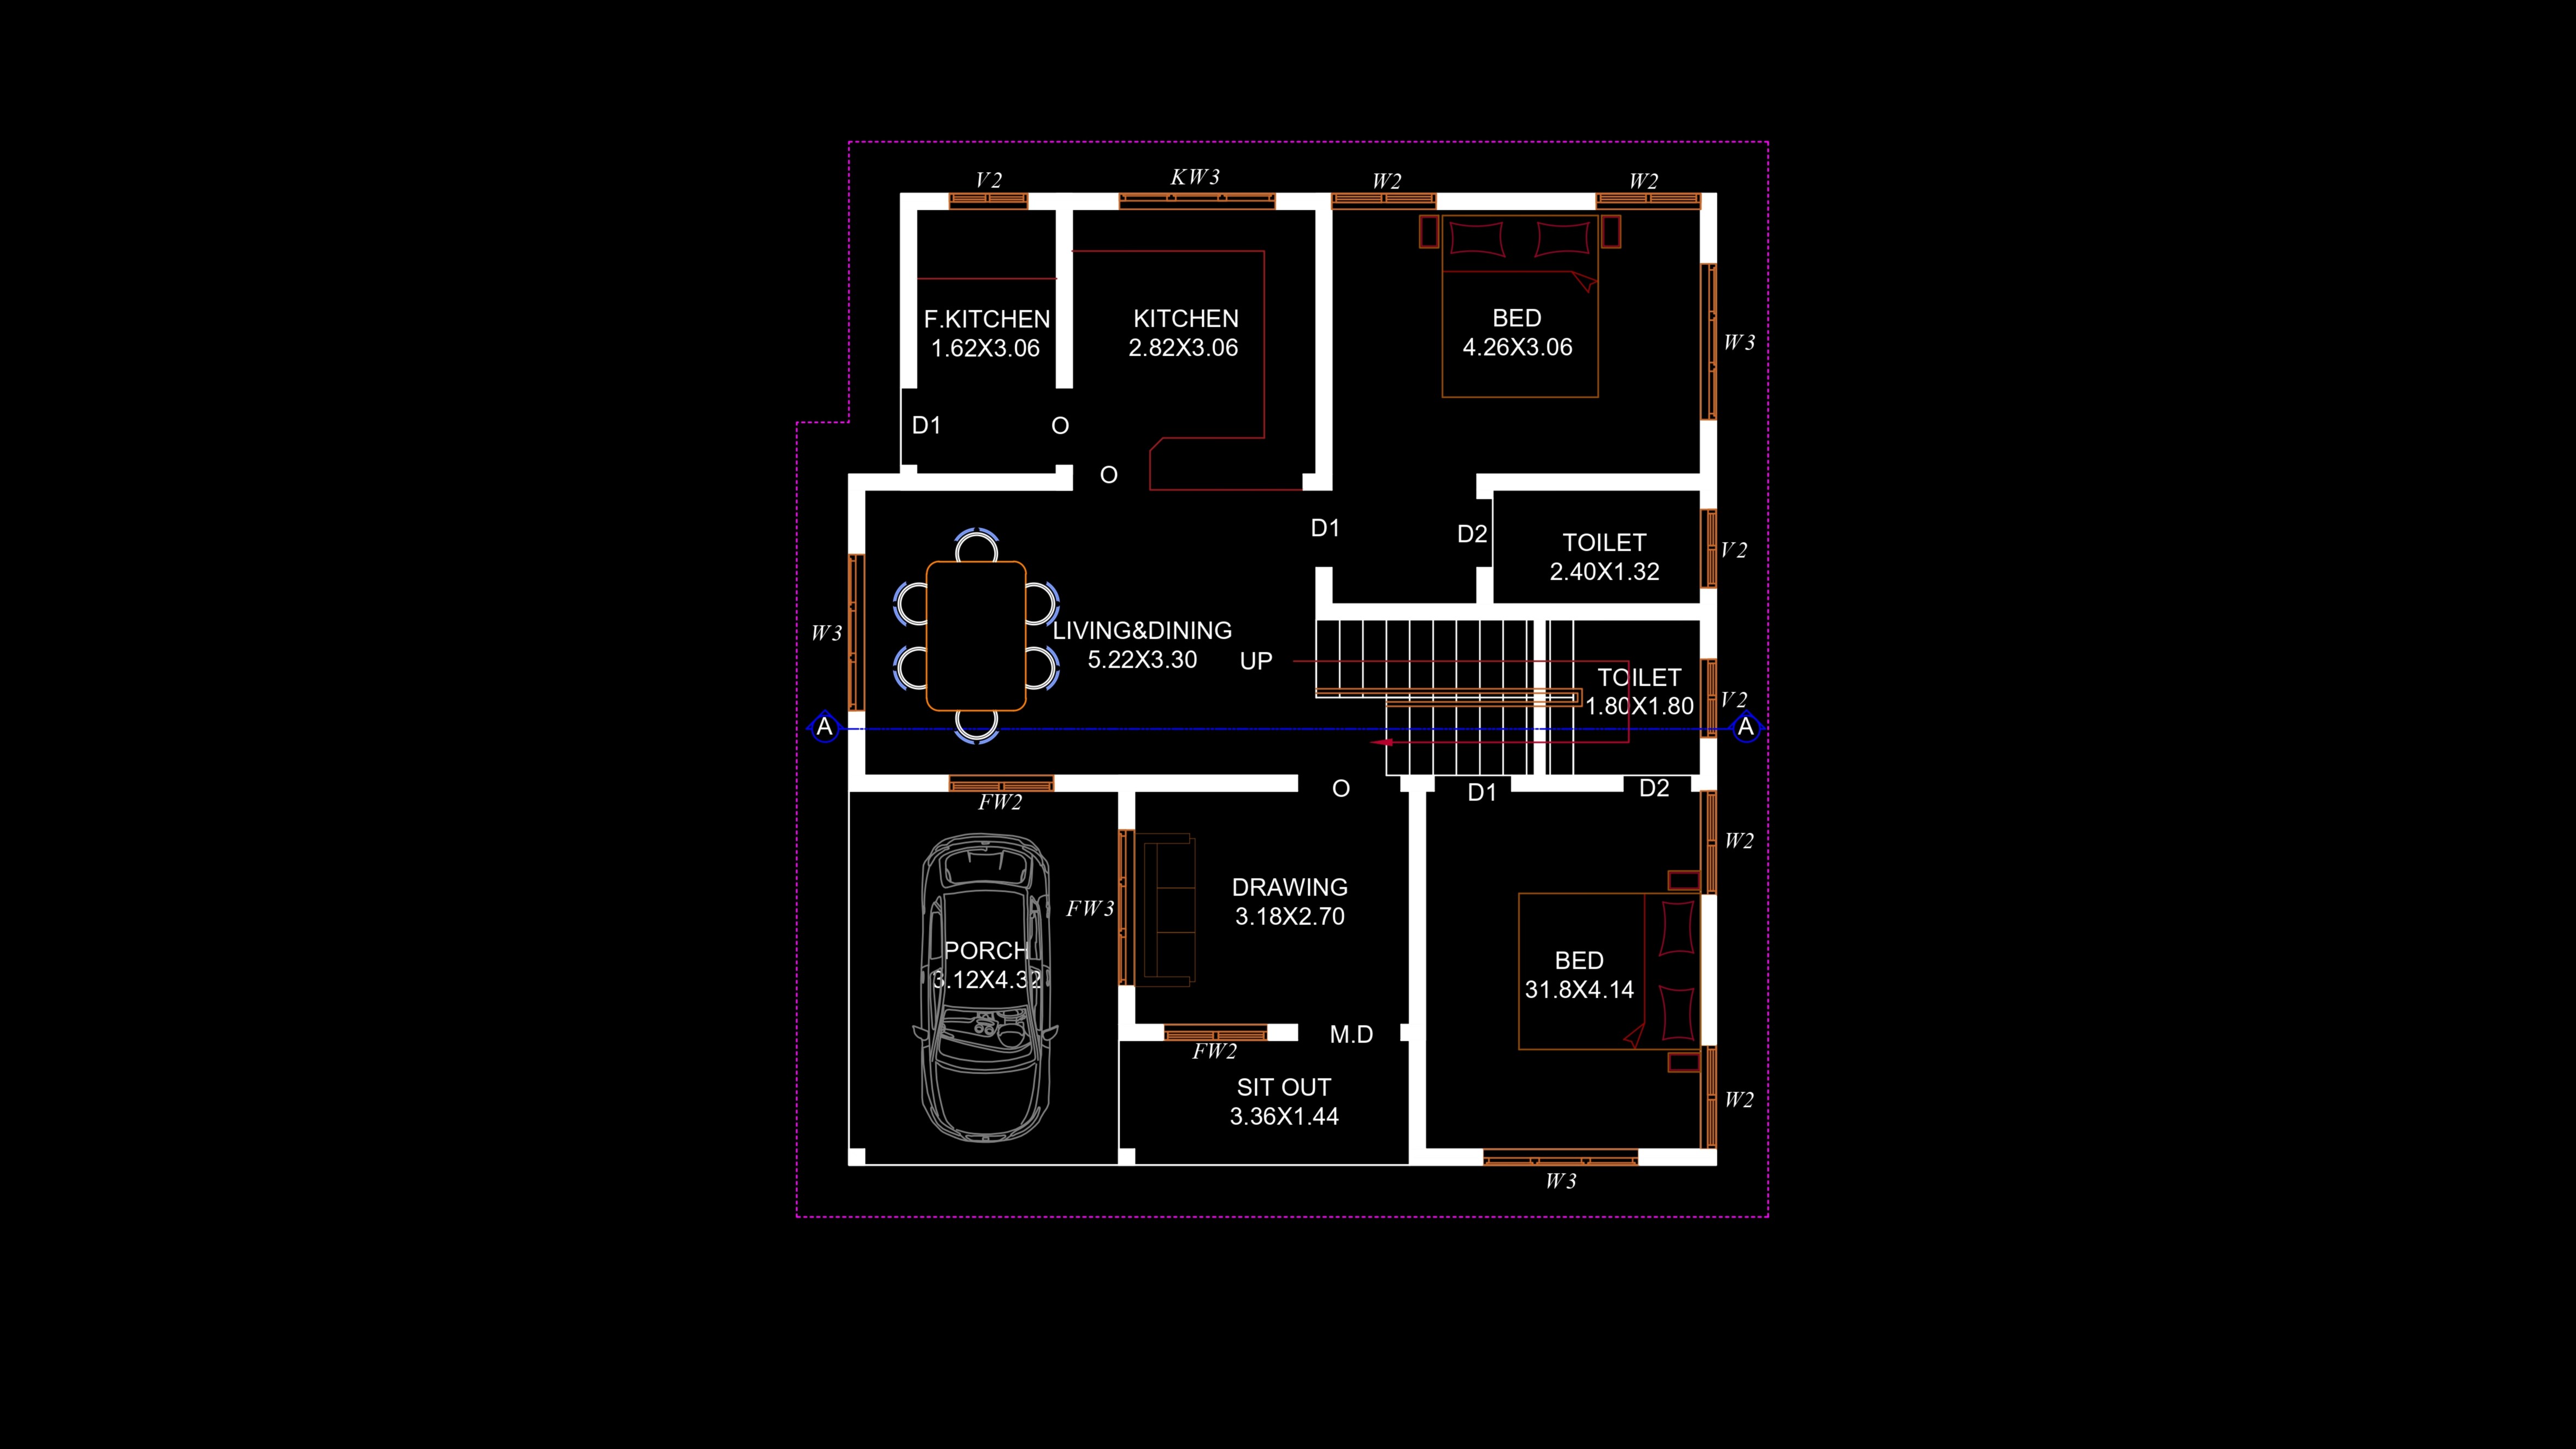 V2
KW3
W2
W2
F.KITCHEN
1.62X3.06
KITCHEN
2.82X3.06
BED
4.26X3.06
W3
D1
O
O
D1
D2
TOILET
2.40X1.32
V2
W3
LIVING&DINING
5.22X3.30
UP
TOILET
1.80X1.80
V2
A
A
FW2
O
D1
D2
W2
FW3
DRAWING
3.18X2.70
PORCH
3.12X4.32
BED
31.8X4.14
M.D
FW2
SIT OUT
3.36X1.44
W2
W3